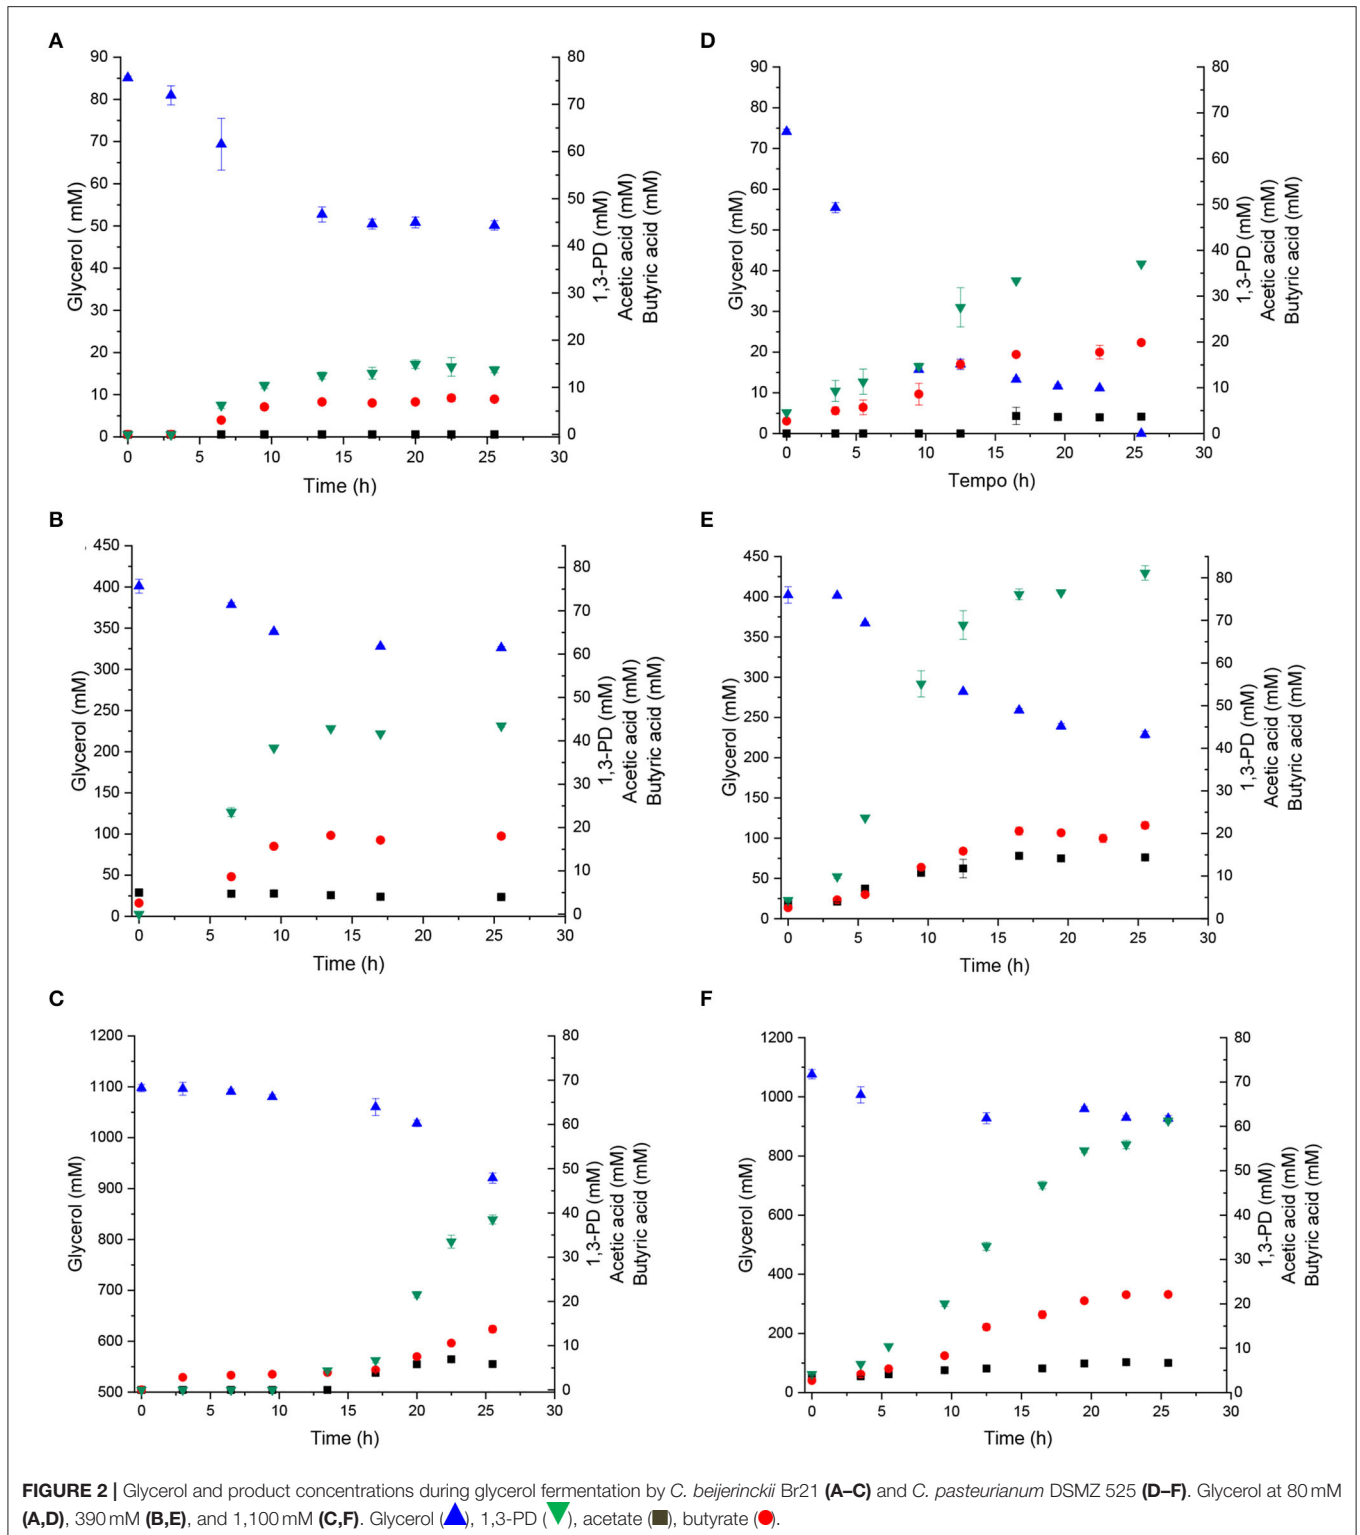 A
90
80
70
60
50
40
30
20
10
0
Glycerol ( mM)
80
70
60
50
40
30
20
10
0
1,3-PD (mM)
Acetic acid (mM)
Butyric acid (mM)
0 5 10 15 20 25 30
Time (h)
D
90
80
70
60
50
40
30
20
10
0
Glycerol (mM)
80
70
60
50
40
30
20
10
0
1,3-PD (mM)
Acetic acid (mM)
Butyric acid (mM)
0 5 10 15 20 25 30
Tempo (h)
B
450
400
350
300
250
200
150
100
50
0
Glycerol (mM)
80
70
60
50
40
30
20
10
0
1,3-PD (mM)
Acetic acid (mM)
Butyric acid (mM)
0 5 10 15 20 25 30
Time (h)
E
450
400
350
300
250
200
150
100
50
0
Glycerol (mM)
80
70
60
50
40
30
20
10
0
1,3-PD (mM)
Acetic acid (mM)
Butyric acid (mM)
0 5 10 15 20 25 30
Time (h)
C
1200
1100
1000
900
800
700
600
500
Glycerol (mM)
80
70
60
50
40
30
20
10
0
1,3-PD (mM)
Acetic acid (mM)
Butyric acid (mM)
0 5 10 15 20 25 30
Time (h)
F
1200
1000
800
600
400
200
0
Glycerol (mM)
80
70
60
50
40
30
20
10
0
1,3-PD (mM)
Acetic acid (mM)
Butyric acid (mM)
0 5 10 15 20 25 30
Time (h)
FIGURE 2 | Glycerol and product concentrations during glycerol fermentation by C. beijerinckii Br21 (A–C) and C. pasteurianum DSMZ 525 (D–F). Glycerol at 80 mM
(A,D), 390 mM (B,E), and 1,100 mM (C,F). Glycerol (▲), 1,3-PD (▼), acetate (■), butyrate (●).